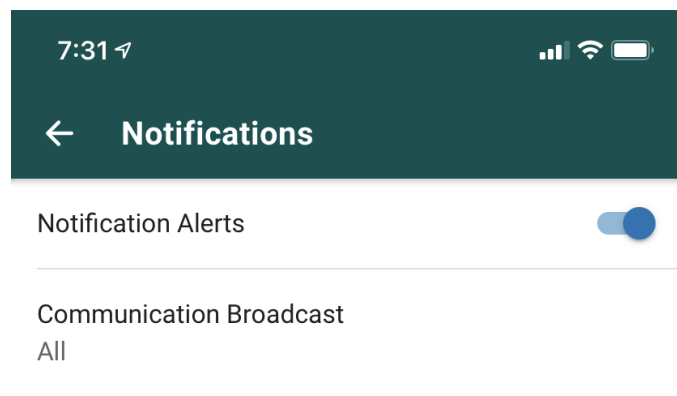 7:31
Notifications
Notification Alerts
Communication Broadcast
All